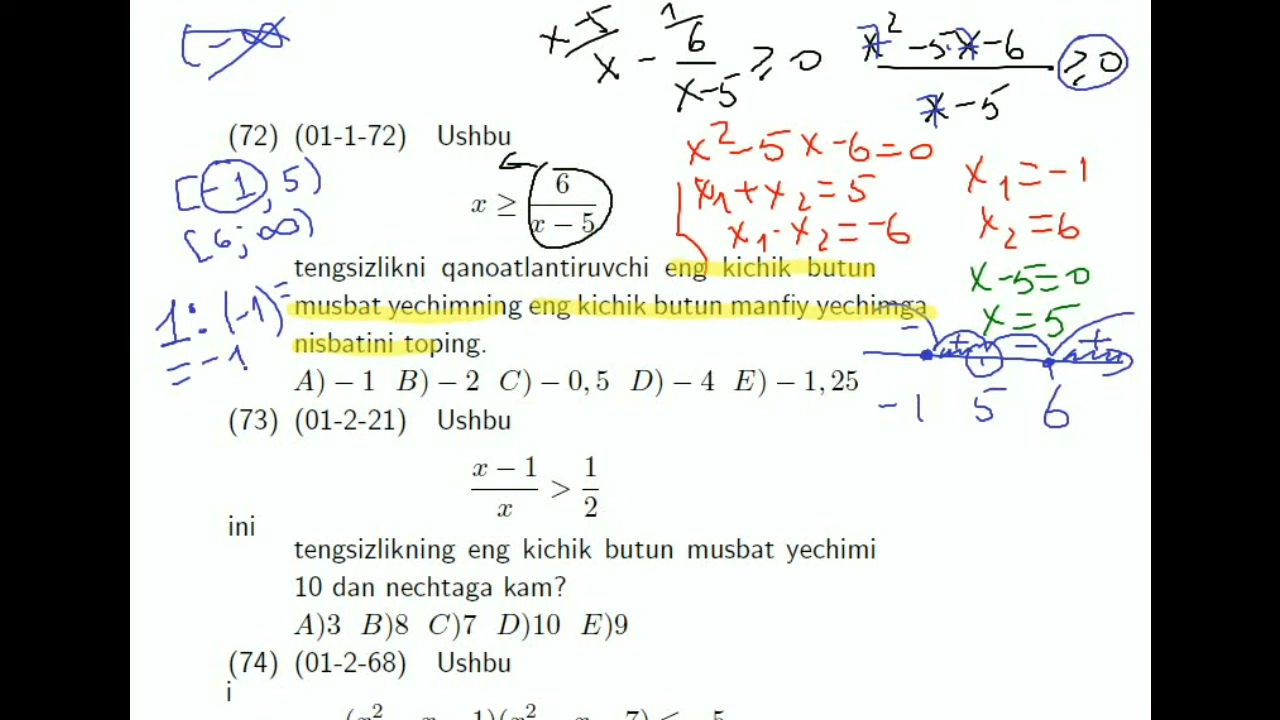 [-∞
x-5/x - 1/6/x-5 ≥ 0
x²-5·x-6/x-5 ≥ 0
(72) (01-1-72) Ushbu
x ≥ 6/(x − 5)
[-1, 5)
[6; ∞)
x²-5x-6=0
x₁+x₂=5
x₁·x₂=-6
x₁=-1
x₂=6
x-5=0
x=5
tengsizlikni qanoatlantiruvchi eng kichik butun
musbat yechimning eng kichik butun manfiy yechimga
nisbatini toping.
1:(-1)=
=-1
- + - +
-1 5 6
A) − 1 B) − 2 C) − 0, 5 D) − 4 E) − 1, 25
(73) (01-2-21) Ushbu
(x − 1)/x > 1/2
ini
tengsizlikning eng kichik butun musbat yechimi
10 dan nechtaga kam?
A)3 B)8 C)7 D)10 E)9
(74) (01-2-68) Ushbu
i